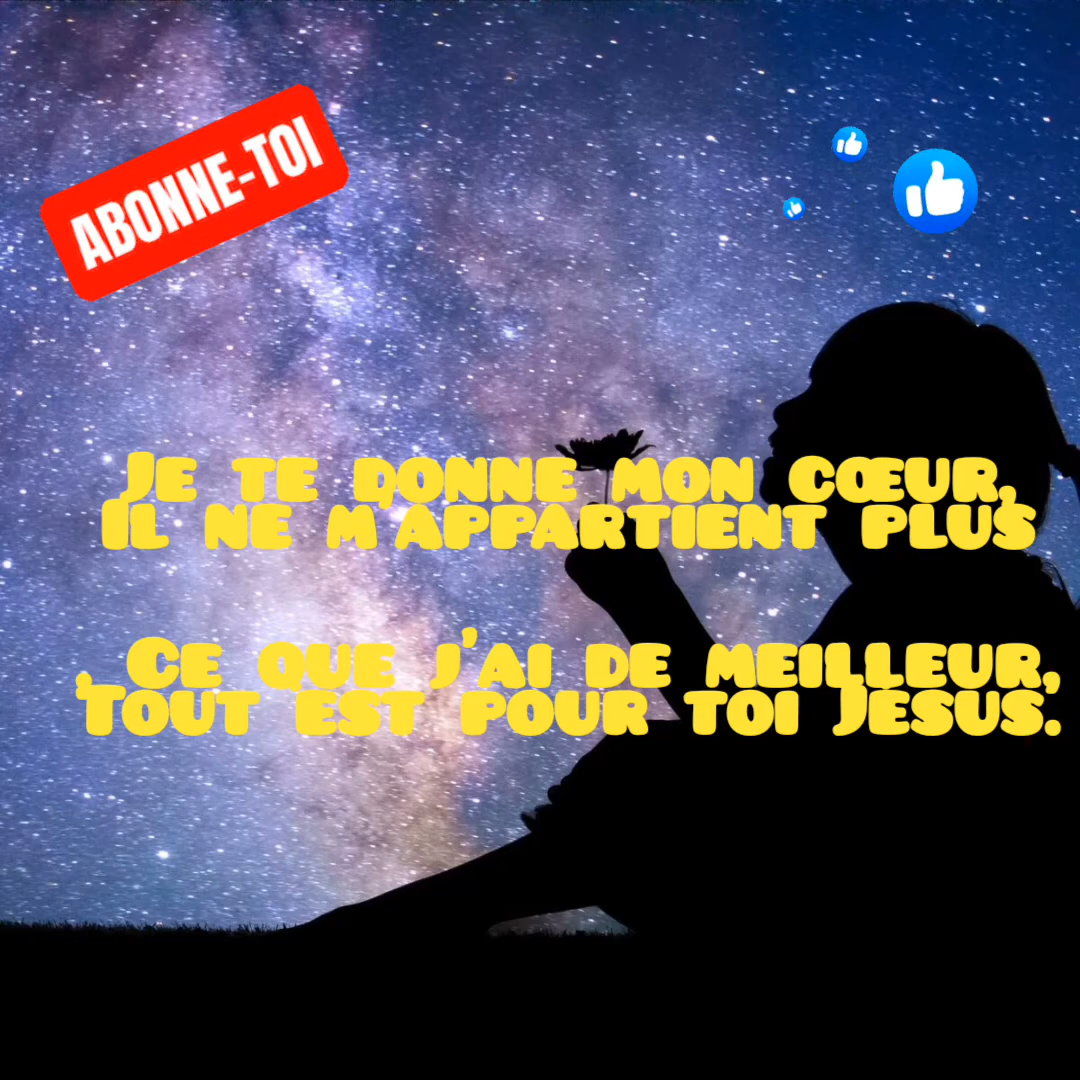 ABONNE-TOI
Je te donne mon cœur,
Il ne m'appartient plus
. Ce que j'ai de meilleur,
Tout est pour toi Jésus.